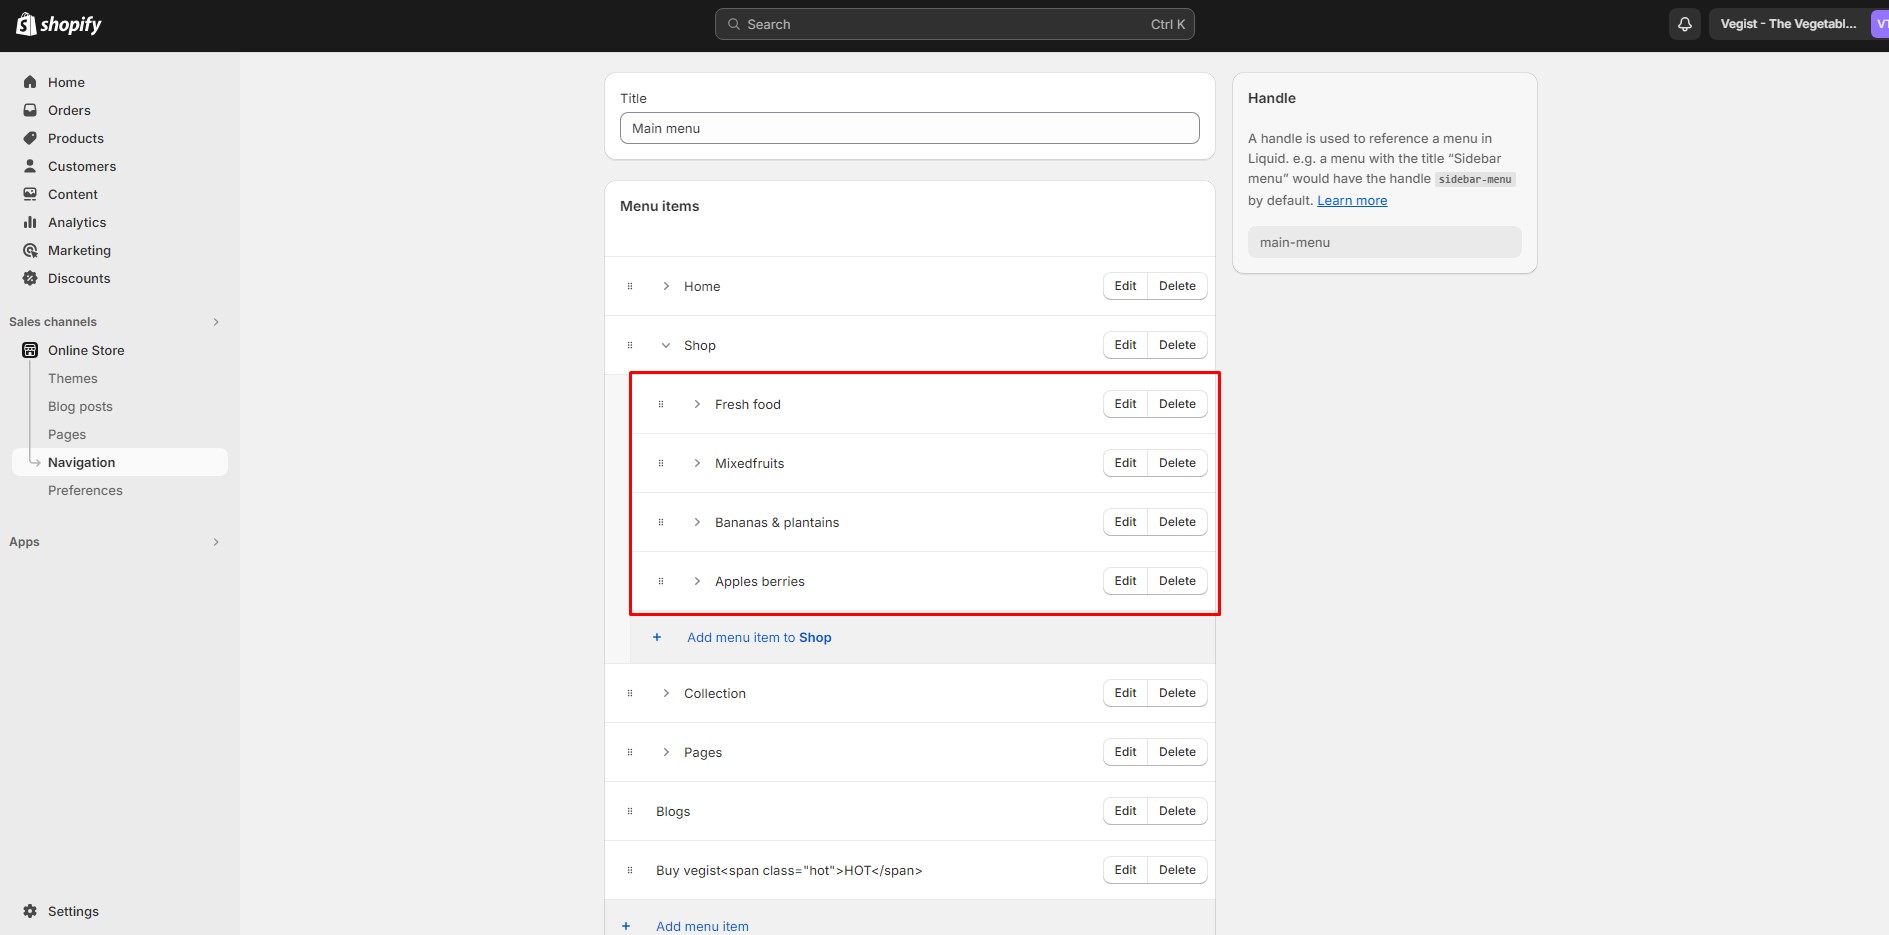 shopify
Search Ctrl K
Vegist - The Vegetabl... VT
Home
Orders
Products
Customers
Content
Analytics
Marketing
Discounts
Sales channels
Online Store
Themes
Blog posts
Pages
Navigation
Preferences
Apps
Settings
Title
Main menu
Menu items
Home Edit Delete
Shop Edit Delete
Fresh food Edit Delete
Mixedfruits Edit Delete
Bananas & plantains Edit Delete
Apples berries Edit Delete
+ Add menu item to Shop
Collection Edit Delete
Pages Edit Delete
Blogs Edit Delete
Buy vegist<span class="hot">HOT</span> Edit Delete
+ Add menu item
Handle
A handle is used to reference a menu in
Liquid. e.g. a menu with the title “Sidebar
menu” would have the handle sidebar-menu
by default. Learn more
main-menu